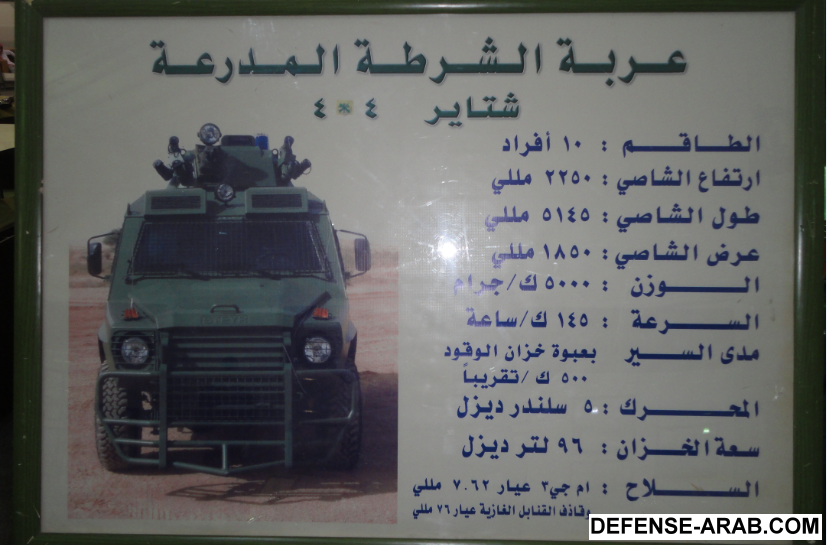 عربة الشرطة المدرعة
شتاير ٤ × ٤
الطاقم : ١٠ أفراد
ارتفاع الشاصي : ٢٢٥٠ مللي
طول الشاصي : ٥١٤٥ مللي
عرض الشاصي : ١٨٥٠ مللي
الوزن : ٥٠٠٠ ك/جرام
السرعة : ١٤٥ ك/ساعة
مدى السير بعبوة خزان الوقود
٥٠٠ ك /تقريباً
المحرك : ٥ سلندر ديزل
سعة الخزان : ٩٦ لتر ديزل
السلاح : ام جي٣ عيار ٧.٦٢ مللي
وقاذف القنابل الغازية عيار ٧٦ مللي
DEFENSE-ARAB.COM